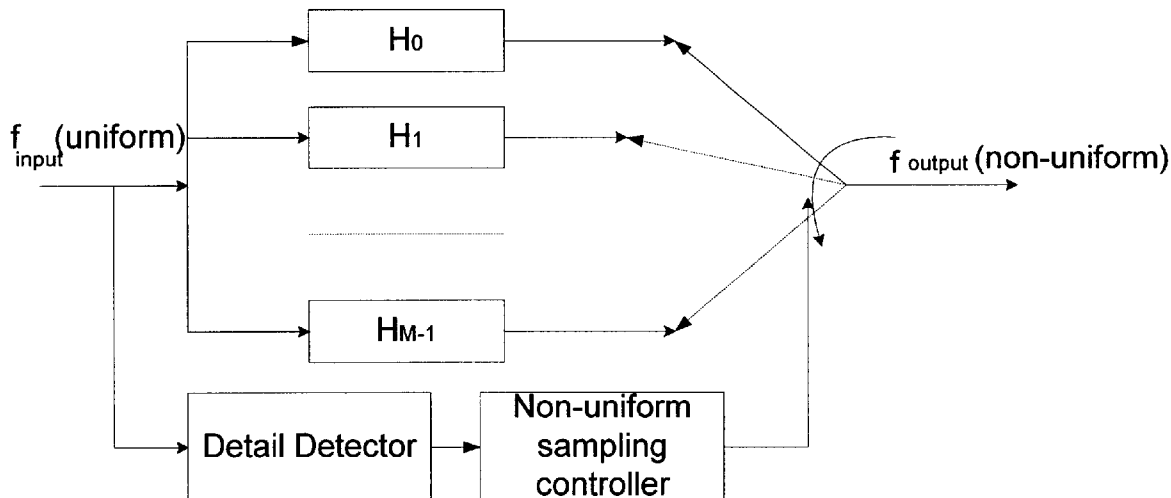 H0
f input (uniform)
H1
f output (non-uniform)
HM-1
Detail Detector
Non-uniform
sampling
controller